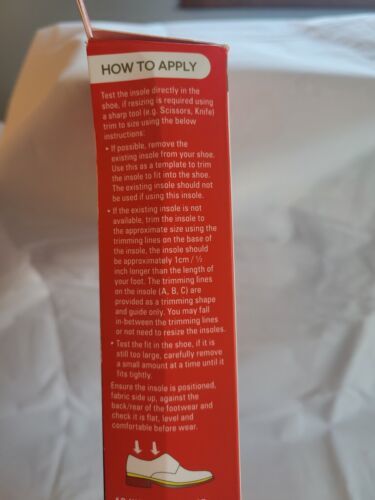 HOW TO APPLY
Test the insole directly in the
shoe, if resizing is required using
a sharp tool (e.g. Scissors, Knife)
trim to size using the below
instructions:
• If possible, remove the
existing insole from your shoe.
Use this as a template to trim
the insole to fit into the shoe.
The existing insole should not
be used if using this insole.
• If the existing insole is not
available, trim the insole to
the approximate size using the
trimming lines on the base of
the insole, the insole should
be approximately 1cm / ½
inch longer than the length of
your foot. The trimming lines
on the insole (A, B, C) are
provided as a trimming shape
and guide only. You may fall
in-between the trimming lines
or not need to resize the insoles.
• Test the fit in the shoe, if it is
still too large, carefully remove
a small amount at a time until it
fits tightly.
Ensure the insole is positioned,
fabric side up, against the
back/rear of the footwear and
check it is flat, level and
comfortable before wear.